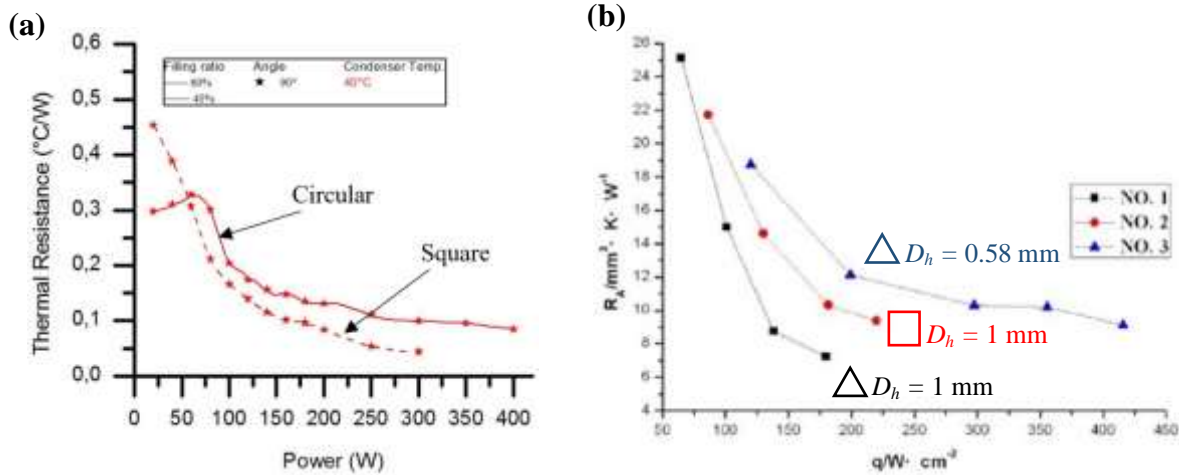 (a)
0,6
0,5
0,4
0,3
0,2
0,1
0,0
Thermal Resistance (°C/W)
Filling ratio Angle Condenser Temp.
60% 90° 40°C
Circular
Square
0 50 100 150 200 250 300 350 400
Power (W)
(b)
26
24
22
20
18
16
14
12
10
8
6
4
R_A/mm²· K· W⁻¹
NO. 1
NO. 2
NO. 3
D_h = 0.58 mm
D_h = 1 mm
D_h = 1 mm
50 100 150 200 250 300 350 400 450
q/W· cm⁻²